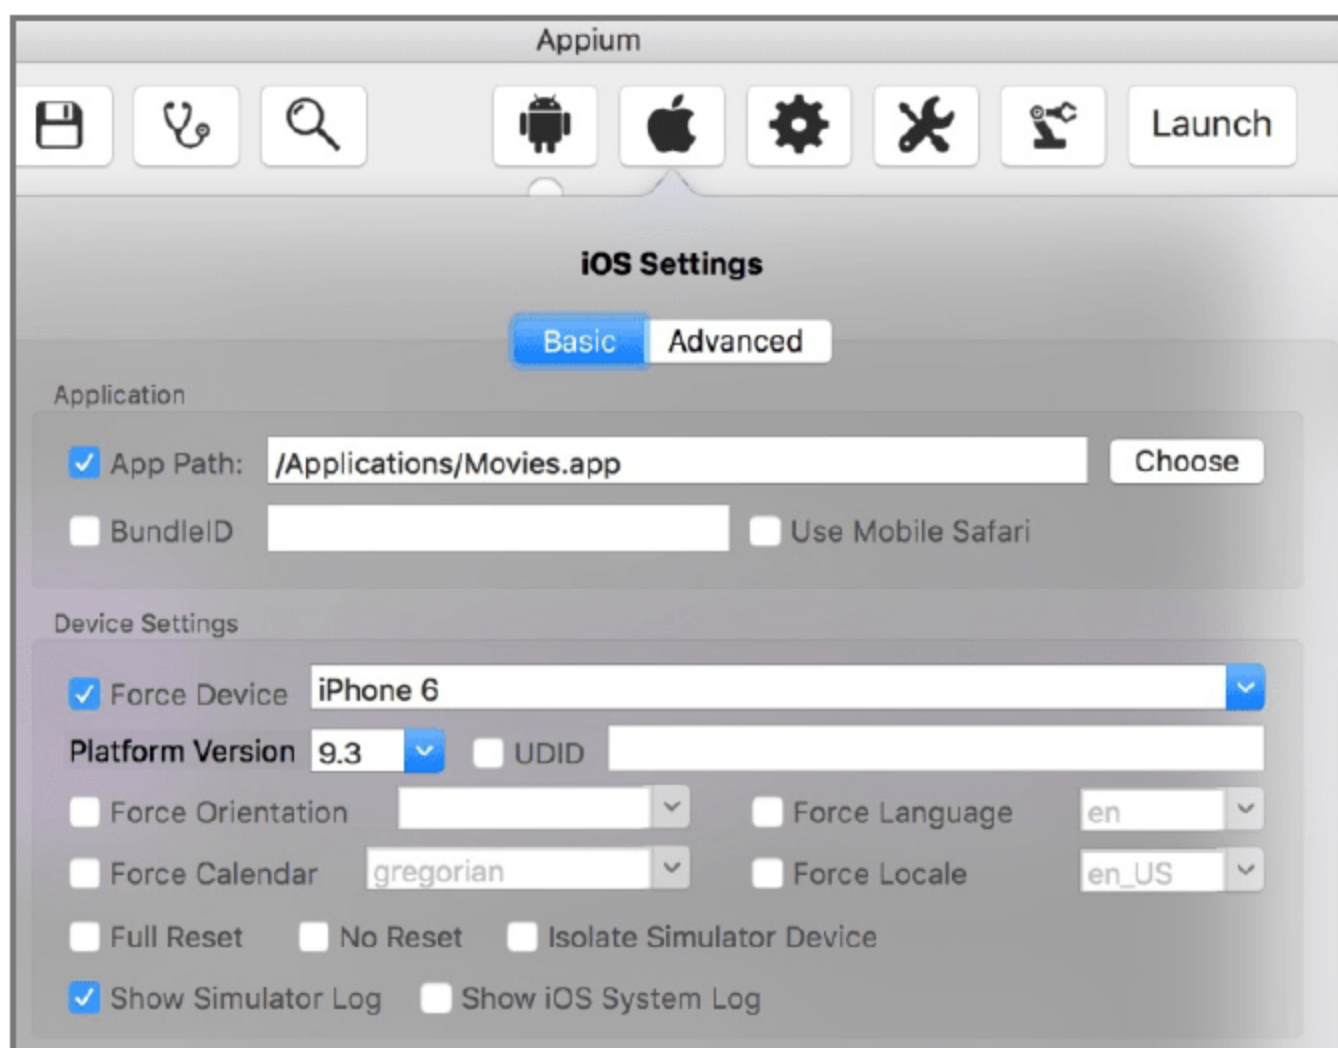 Appium
Launch
iOS Settings
Basic Advanced
Application
App Path: /Applications/Movies.app Choose
BundleID Use Mobile Safari
Device Settings
Force Device iPhone 6
Platform Version 9.3 UDID
Force Orientation Force Language en
Force Calendar gregorian Force Locale en_US
Full Reset No Reset Isolate Simulator Device
Show Simulator Log Show iOS System Log